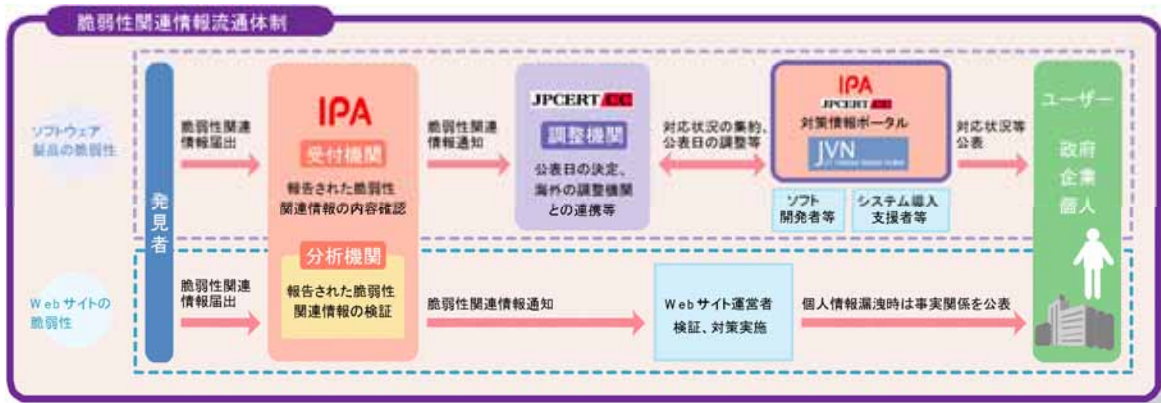 脆弱性関連情報流通体制
ソフトウェア
製品の脆弱性
発見者
脆弱性関連
情報届出
IPA
受付機関
報告された脆弱性
関連情報の内容確認
脆弱性関連
情報通知
JPCERT CC
調整機関
公表日の決定、
海外の調整機関
との連携等
対応状況の集約、
公表日の調整等
IPA
JPCERT CC
対策情報ポータル
JVN
ソフト
開発者等
システム導入
支援者等
対応状況等
公表
ユーザー
政府
企業
個人
Webサイトの
脆弱性
脆弱性関連
情報届出
分析機関
報告された脆弱性
関連情報の検証
脆弱性関連情報通知
Webサイト運営者
検証、対策実施
個人情報漏洩時は事実関係を公表